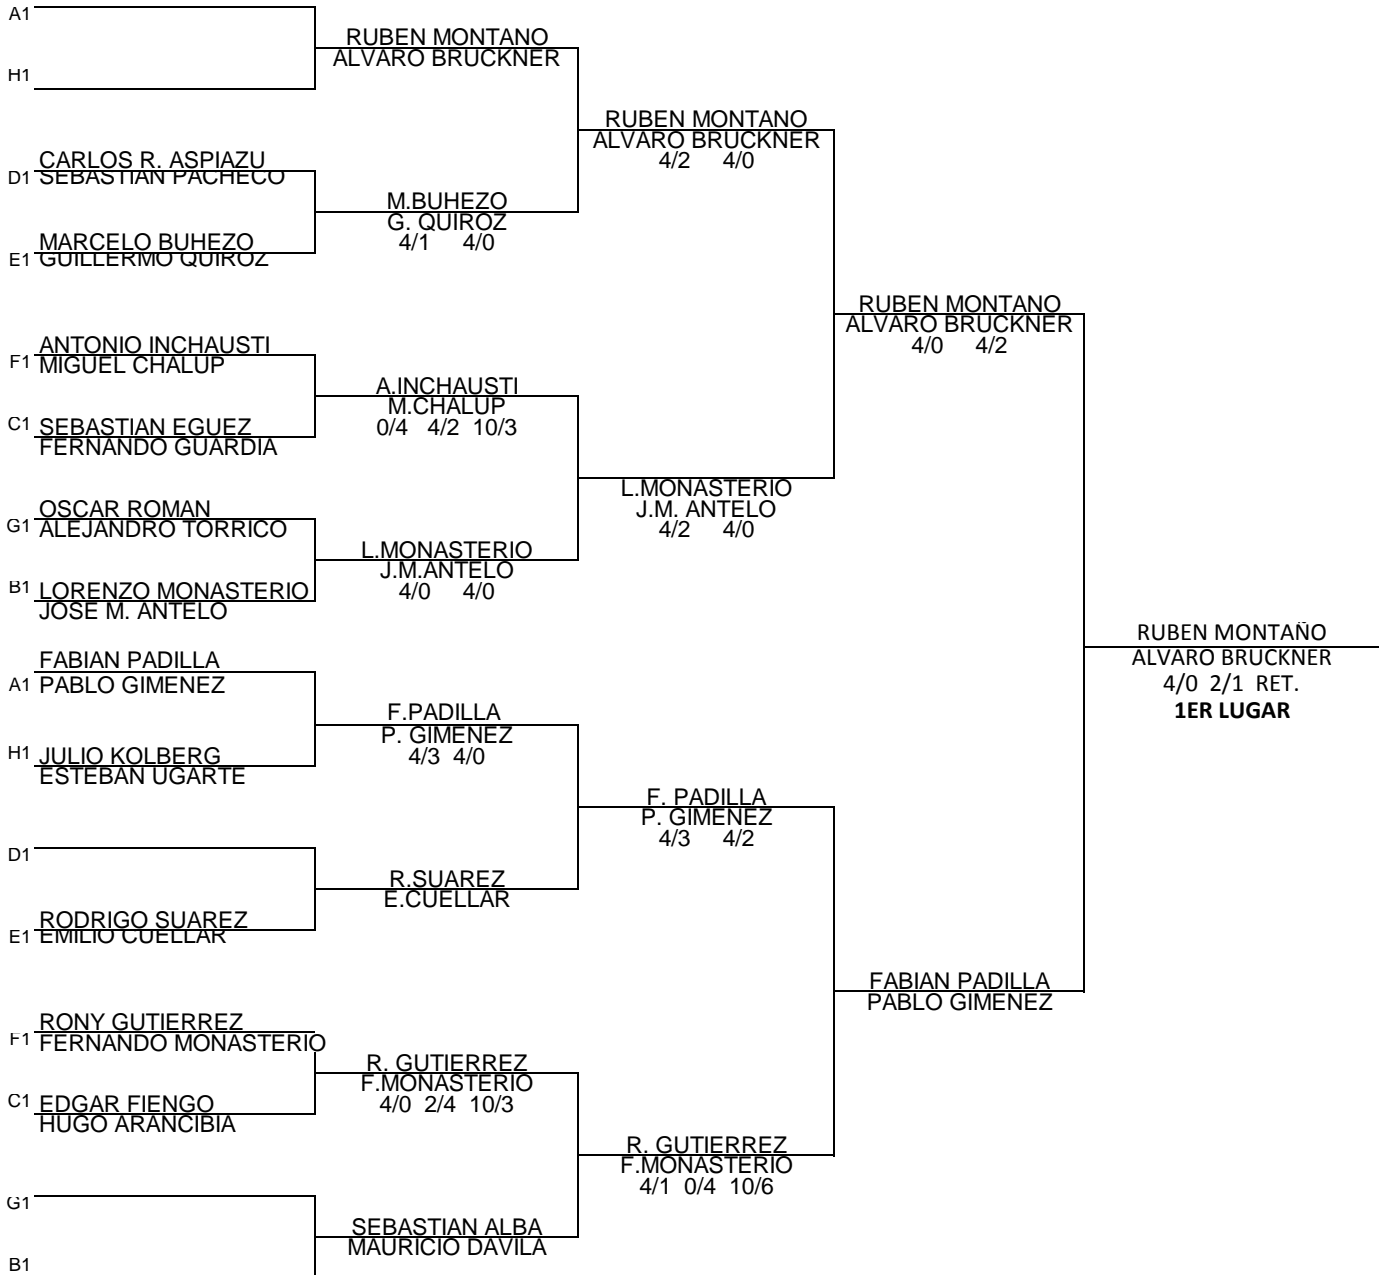 A1
H1
RUBEN MONTANO
ALVARO BRUCKNER
D1
CARLOS R. ASPIAZU
SEBASTIAN PACHECO
E1
MARCELO BUHEZO
GUILLERMO QUIROZ
M.BUHEZO
G. QUIROZ
4/1 4/0
RUBEN MONTANO
ALVARO BRUCKNER
4/2 4/0
F1
ANTONIO INCHAUSTI
MIGUEL CHALUP
C1
SEBASTIAN EGUEZ
FERNANDO GUARDIA
A.INCHAUSTI
M.CHALUP
0/4 4/2 10/3
G1
OSCAR ROMAN
ALEJANDRO TORRICO
B1
LORENZO MONASTERIO
JOSE M. ANTELO
L.MONASTERIO
J.M.ANTELO
4/0 4/0
L.MONASTERIO
J.M. ANTELO
4/2 4/0
RUBEN MONTANO
ALVARO BRUCKNER
4/0 4/2
A1
FABIAN PADILLA
PABLO GIMENEZ
H1
JULIO KOLBERG
ESTEBAN UGARTE
F.PADILLA
P. GIMENEZ
4/3 4/0
D1
E1
RODRIGO SUAREZ
EMILIO CUELLAR
R.SUAREZ
E.CUELLAR
F. PADILLA
P. GIMENEZ
4/3 4/2
F1
RONY GUTIERREZ
FERNANDO MONASTERIO
C1
EDGAR FIENGO
HUGO ARANCIBIA
R. GUTIERREZ
F.MONASTERIO
4/0 2/4 10/3
G1
B1
SEBASTIAN ALBA
MAURICIO DAVILA
R. GUTIERREZ
F.MONASTERIO
4/1 0/4 10/6
FABIAN PADILLA
PABLO GIMENEZ
RUBEN MONTAÑO
ALVARO BRUCKNER
4/0 2/1 RET.
1ER LUGAR